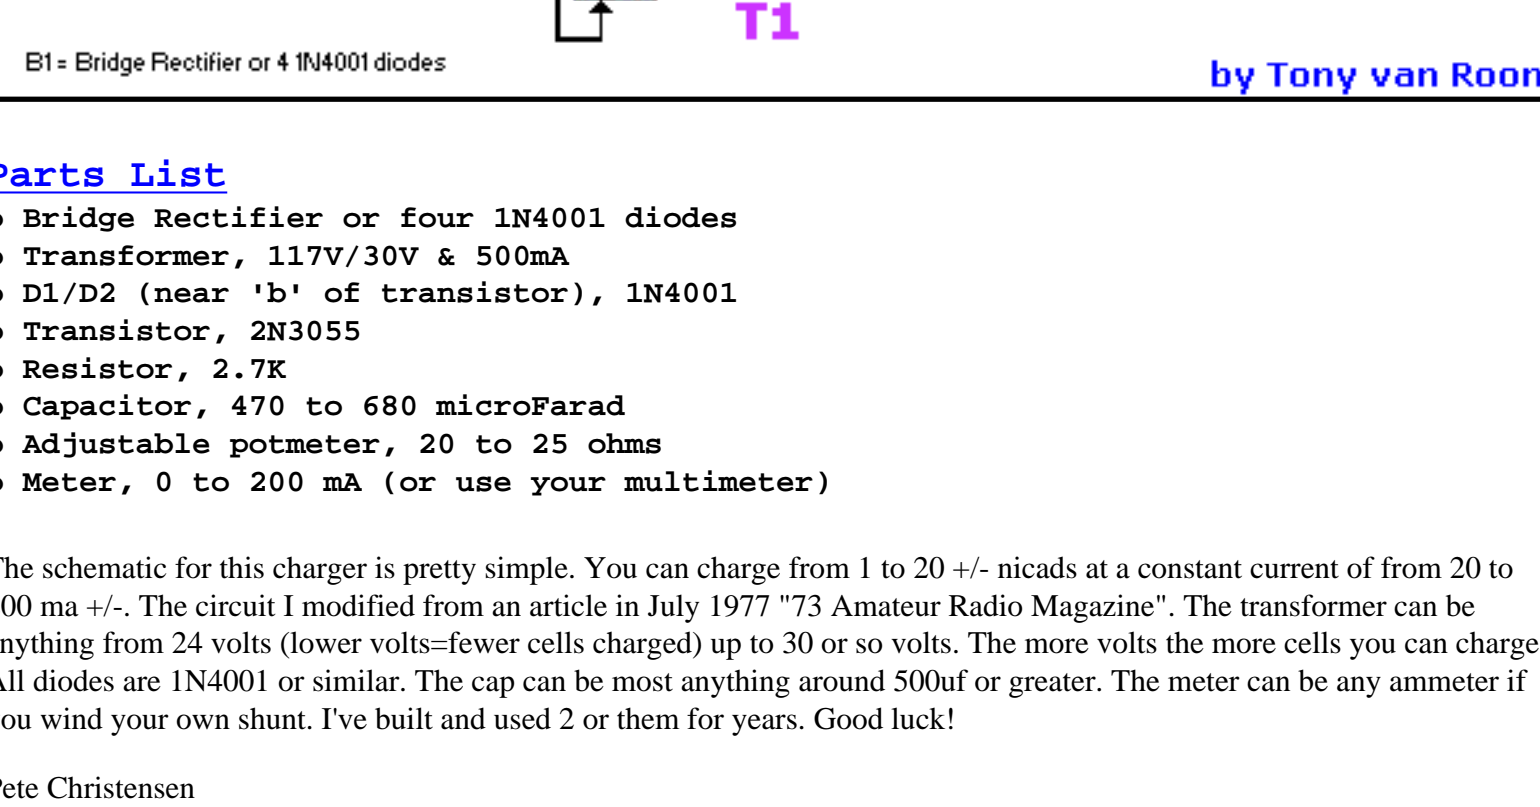 T1
B1= Bridge Rectifier or 4 1N4001 diodes
by Tony van Roon
Parts List
Bridge Rectifier or four 1N4001 diodes
Transformer, 117V/30V & 500mA
D1/D2 (near 'b' of transistor), 1N4001
Transistor, 2N3055
Resistor, 2.7K
Capacitor, 470 to 680 microFarad
Adjustable potmeter, 20 to 25 ohms
Meter, 0 to 200 mA (or use your multimeter)
The schematic for this charger is pretty simple. You can charge from 1 to 20 +/- nicads at a constant current of from 20 to
00 ma +/-. The circuit I modified from an article in July 1977 "73 Amateur Radio Magazine". The transformer can be
anything from 24 volts (lower volts=fewer cells charged) up to 30 or so volts. The more volts the more cells you can charge
All diodes are 1N4001 or similar. The cap can be most anything around 500uf or greater. The meter can be any ammeter if
you wind your own shunt. I've built and used 2 or them for years. Good luck!
Pete Christensen